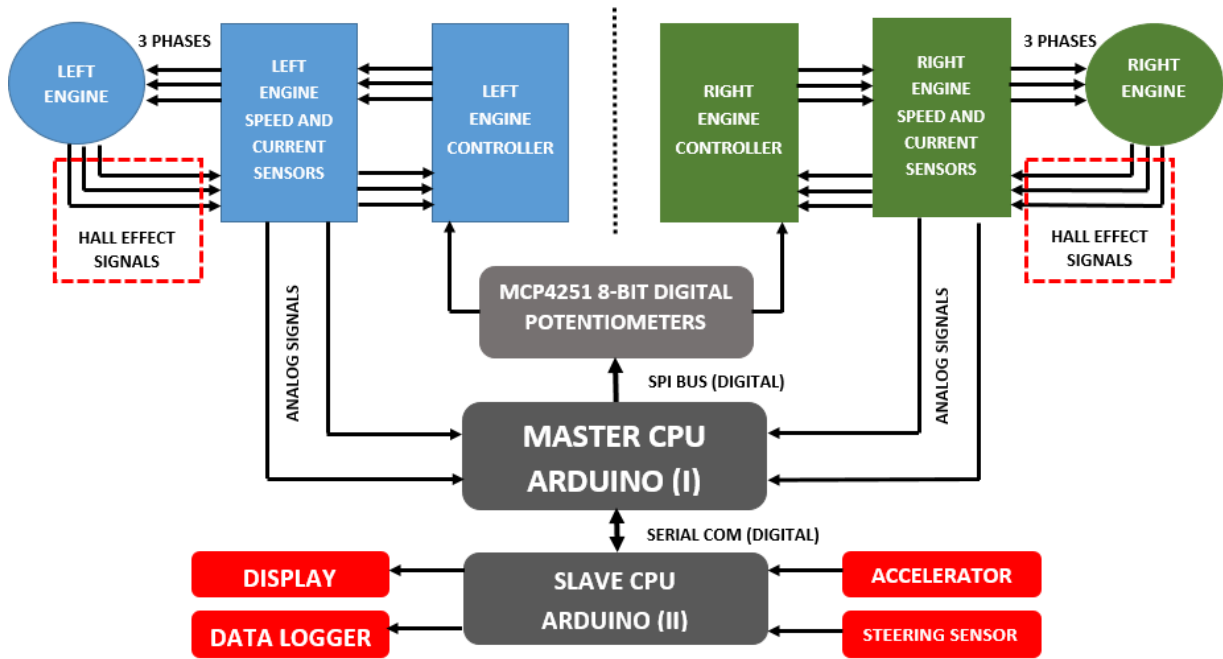 3 PHASES
LEFT
ENGINE
LEFT
ENGINE
SPEED AND
CURRENT
SENSORS
LEFT
ENGINE
CONTROLLER
RIGHT
ENGINE
CONTROLLER
RIGHT
ENGINE
SPEED AND
CURRENT
SENSORS
3 PHASES
RIGHT
ENGINE
HALL EFFECT
SIGNALS
HALL EFFECT
SIGNALS
MCP4251 8-BIT DIGITAL
POTENTIOMETERS
ANALOG SIGNALS
ANALOG SIGNALS
SPI BUS (DIGITAL)
MASTER CPU
ARDUINO (I)
SERIAL COM (DIGITAL)
DISPLAY
DATA LOGGER
SLAVE CPU
ARDUINO (II)
ACCELERATOR
STEERING SENSOR